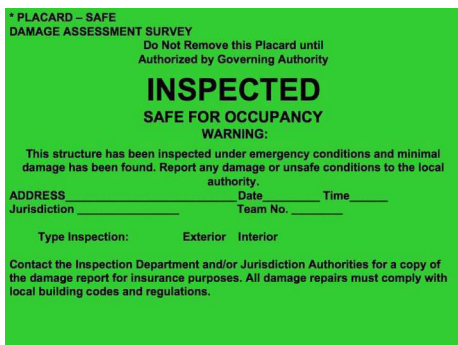 * PLACARD – SAFE
DAMAGE ASSESSMENT SURVEY
Do Not Remove this Placard until
Authorized by Governing Authority
INSPECTED
SAFE FOR OCCUPANCY
WARNING:
This structure has been inspected under emergency conditions and minimal
damage has been found. Report any damage or unsafe conditions to the local
authority.
ADDRESS__________________________Date_________ Time______
Jurisdiction ________________ Team No. ________
Type Inspection: Exterior Interior
Contact the Inspection Department and/or Jurisdiction Authorities for a copy of
the damage report for insurance purposes. All damage repairs must comply with
local building codes and regulations.